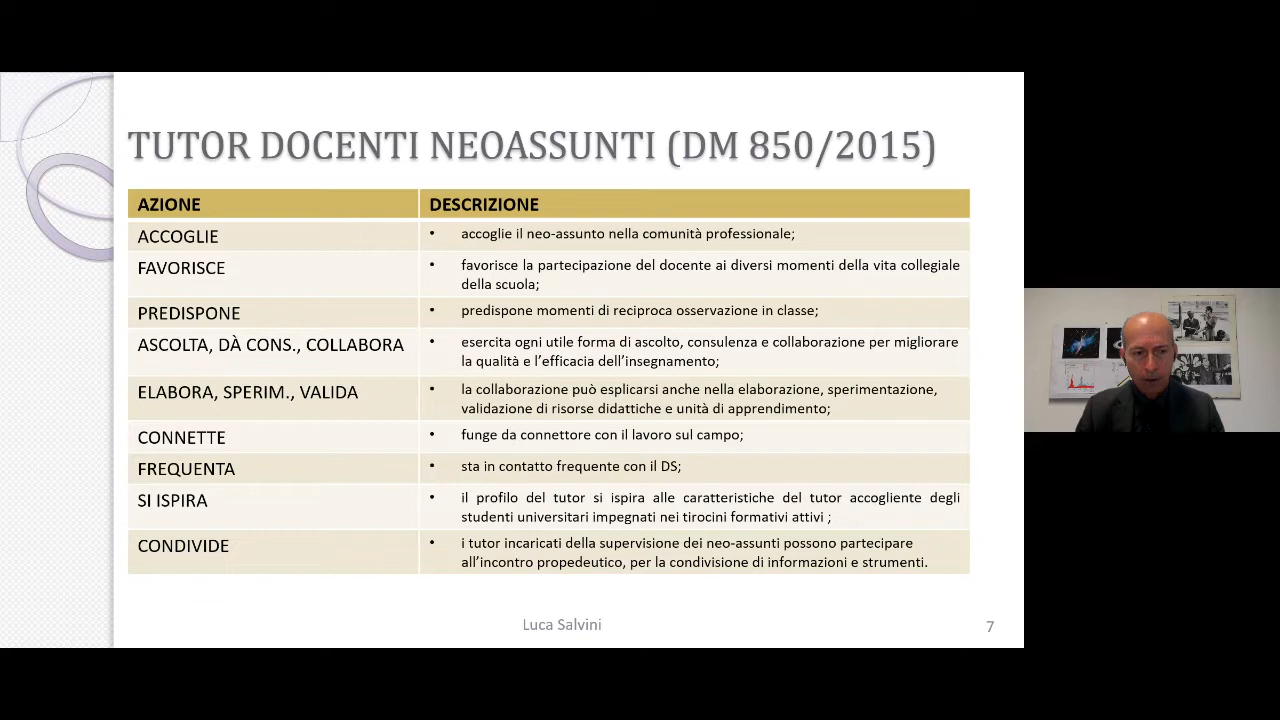 TUTOR DOCENTI NEOASSUNTI (DM 850/2015)
AZIONE
DESCRIZIONE
ACCOGLIE
• accoglie il neo-assunto nella comunità professionale;
FAVORISCE
• favorisce la partecipazione del docente ai diversi momenti della vita collegiale
della scuola;
PREDISPONE
• predispone momenti di reciproca osservazione in classe;
ASCOLTA, DÀ CONS., COLLABORA
• esercita ogni utile forma di ascolto, consulenza e collaborazione per migliorare
la qualità e l’efficacia dell’insegnamento;
ELABORA, SPERIM., VALIDA
• la collaborazione può esplicarsi anche nella elaborazione, sperimentazione,
validazione di risorse didattiche e unità di apprendimento;
CONNETTE
• funge da connettore con il lavoro sul campo;
FREQUENTA
• sta in contatto frequente con il DS;
SI ISPIRA
• il profilo del tutor si ispira alle caratteristiche del tutor accogliente degli
studenti universitari impegnati nei tirocini formativi attivi ;
CONDIVIDE
• i tutor incaricati della supervisione dei neo-assunti possono partecipare
all’incontro propedeutico, per la condivisione di informazioni e strumenti.
Luca Salvini
7